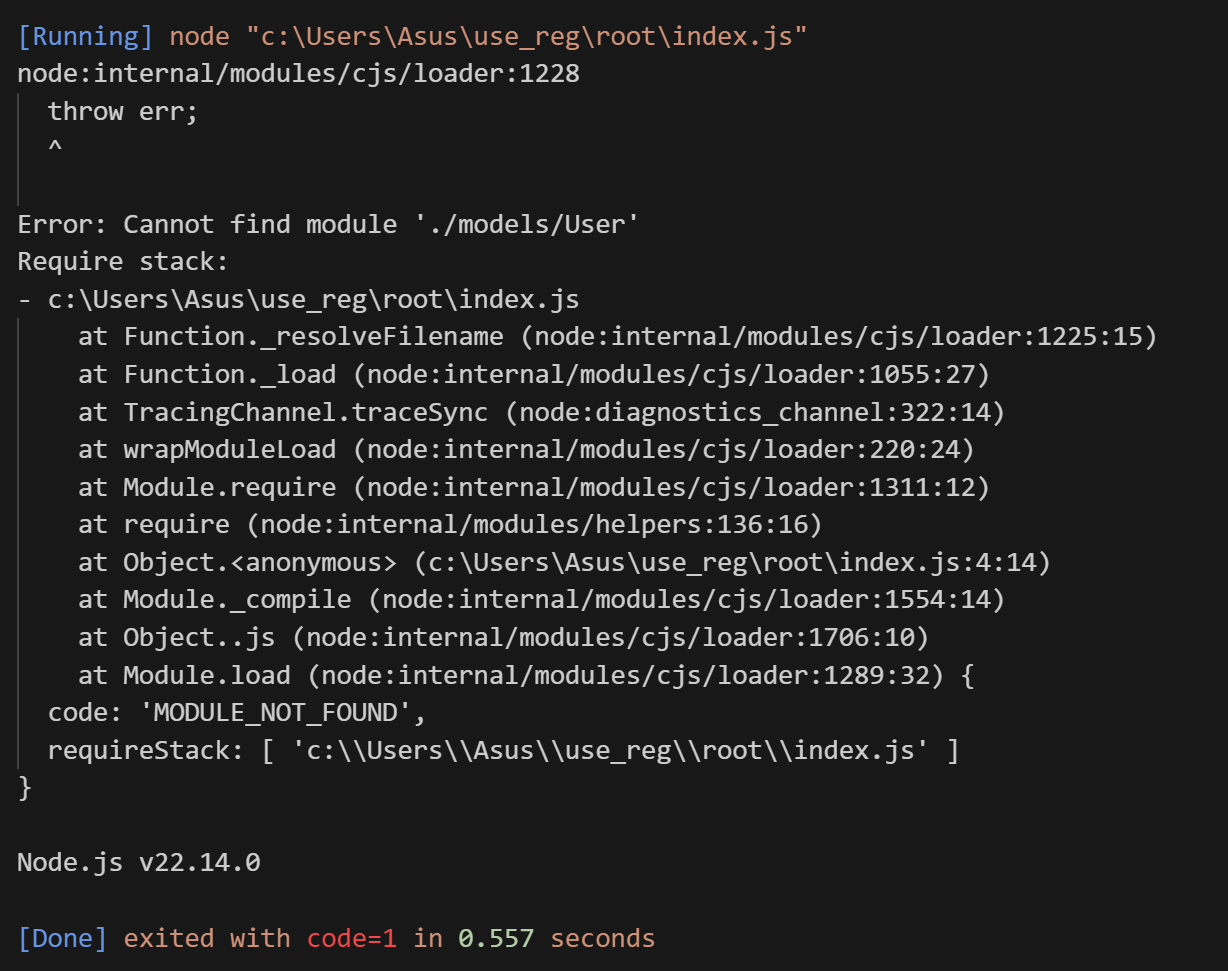 [Running] node "c:\Users\Asus\use_reg\root\index.js"
node:internal/modules/cjs/loader:1228
  throw err;
  ^

Error: Cannot find module './models/User'
Require stack:
- c:\Users\Asus\use_reg\root\index.js
    at Function._resolveFilename (node:internal/modules/cjs/loader:1225:15)
    at Function._load (node:internal/modules/cjs/loader:1055:27)
    at TracingChannel.traceSync (node:diagnostics_channel:322:14)
    at wrapModuleLoad (node:internal/modules/cjs/loader:220:24)
    at Module.require (node:internal/modules/cjs/loader:1311:12)
    at require (node:internal/modules/helpers:136:16)
    at Object.<anonymous> (c:\Users\Asus\use_reg\root\index.js:4:14)
    at Module._compile (node:internal/modules/cjs/loader:1554:14)
    at Object..js (node:internal/modules/cjs/loader:1706:10)
    at Module.load (node:internal/modules/cjs/loader:1289:32) {
  code: 'MODULE_NOT_FOUND',
  requireStack: [ 'c:\\Users\\Asus\\use_reg\\root\\index.js' ]
}

Node.js v22.14.0

[Done] exited with code=1 in 0.557 seconds